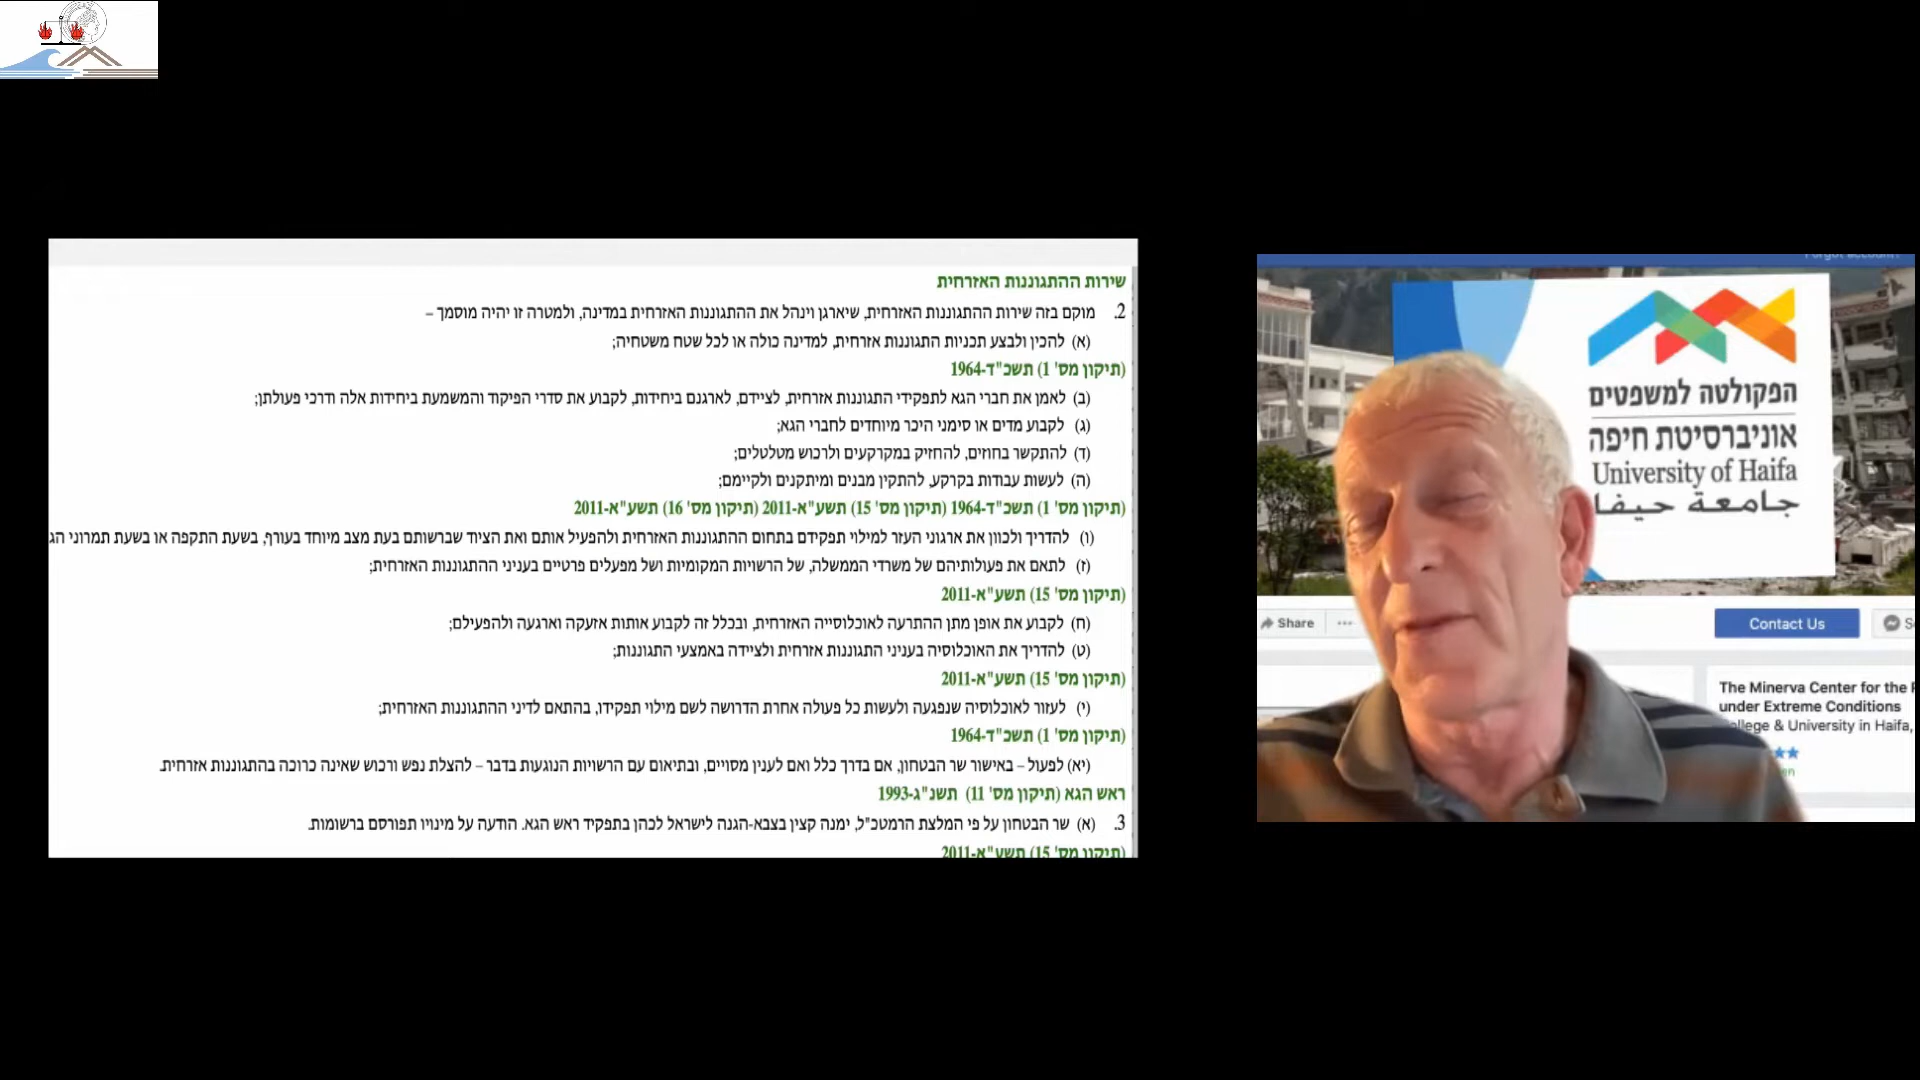 שירות ההתגוננות האזרחית
2. מוקם בזה שירות ההתגוננות האזרחית, שיארגן וינהל את ההתגוננות האזרחית במדינה, ולמטרה זו יהיה מוסמך –
(א) להכין ולבצע תכניות התגוננות אזרחית, למדינה כולה או לכל שטח משטחיה;
(תיקון מס' 1) תשכ"ד-1964
(ב) לאמן את חברי הגא לתפקידי התגוננות אזרחית, לציידם, לארגנם ביחידות, לקבוע את סדרי הפיקוד והמשמעת ביחידות אלה ודרכי פעולתן;
(ג) לקבוע מדים או סימני היכר מיוחדים לחברי הגא;
(ד) להתקשר בחוזים, להחזיק במקרקעים ולרכוש מטלטלים;
(ה) לעשות עבודות בקרקע, להתקין מבנים ומיתקנים ולקיימם;
(תיקון מס' 1) תשכ"ד-1964 (תיקון מס' 15) תשע"א-2011 (תיקון מס' 16) תשע"א-2011
(ו) להדריך ולכוון את ארגוני העזר למילוי תפקידם בתחום ההתגוננות האזרחית ולהפעיל אותם ואת הציוד שברשותם בעת מצב מיוחד בעורף, בשעת התקפה או בשעת תמרוני הג
(ז) לתאם את פעולותיהם של משרדי הממשלה, של הרשויות המקומיות ושל מפעלים פרטיים בעניני ההתגוננות האזרחית;
(תיקון מס' 15) תשע"א-2011
(ח) לקבוע את אופן מתן ההתרעה לאוכלוסייה האזרחית, ובכלל זה לקבוע אותות אזעקה וארגעה ולהפעילם;
(ט) להדריך את האוכלוסיה בעניני התגוננות אזרחית ולציידה באמצעי התגוננות;
(תיקון מס' 15) תשע"א-2011
(י) לעזור לאוכלוסיה שנפגעה ולעשות כל פעולה אחרת הדרושה לשם מילוי תפקידו, בהתאם לדיני ההתגוננות האזרחית;
(תיקון מס' 1) תשכ"ד-1964
(יא) לפעול – באישור שר הבטחון, אם בדרך כלל ואם לענין מסויים, ובתיאום עם הרשויות הנוגעות בדבר – להצלת נפש ורכוש שאינה כרוכה בהתגוננות אזרחית.
ראש הגא (תיקון מס' 11) תשנ"ג-1993
3. (א) שר הבטחון על פי המלצת הרמטכ"ל, ימנה קצין בצבא-הגנה לישראל לכהן בתפקיד ראש הגא. הודעה על מינויו תפורסם ברשומות.
(תיקון מס' 15) תשע"א-2011
Forgot account?
הפקולטה למשפטים
אוניברסיטת חיפה
University of Haifa
جامعة حيفا
Share
Contact Us
The Minerva Center for the
under Extreme Conditions
College & University in Haifa,